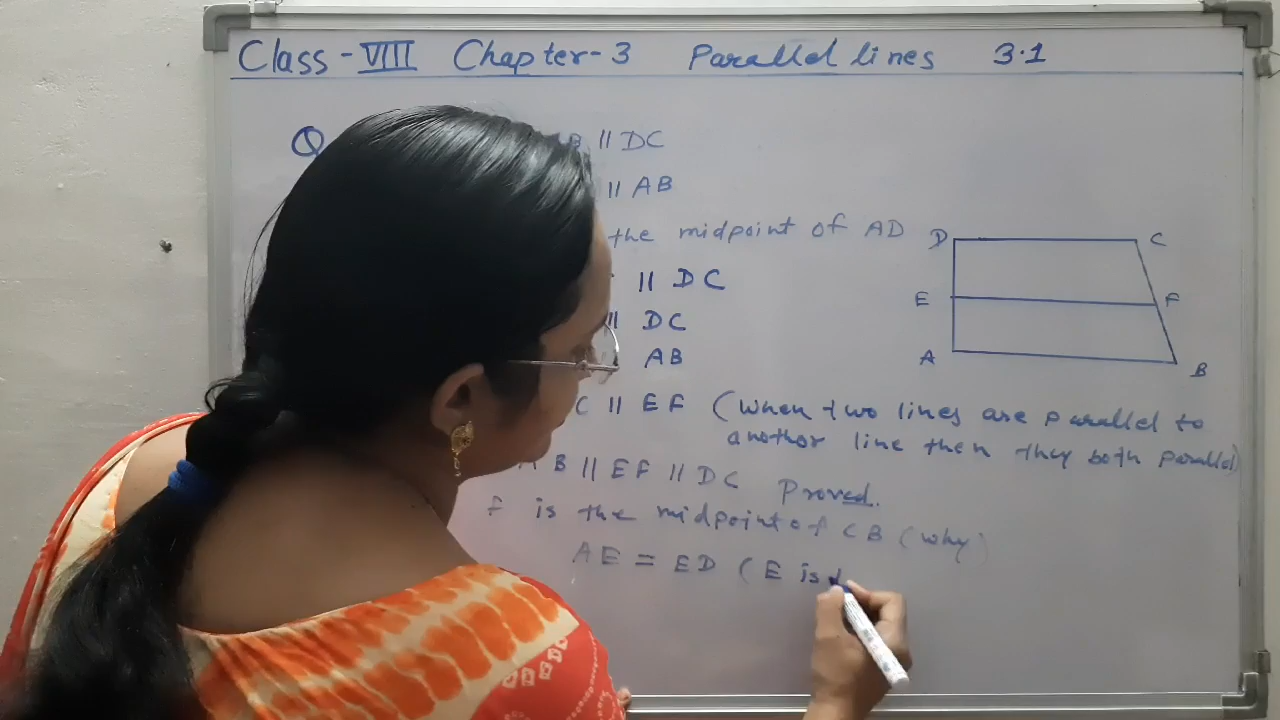 Class - VIII Chapter - 3 Parallel lines 3.1
Q B || DC
|| AB
the midpoint of AD
|| DC
|| DC
AB
C || EF (When two lines are parallel to
another line then they both parallel)
A B || EF || DC Proved.
F is the midpoint of CB (why)
AE = ED ( E is
D C
E F
A B